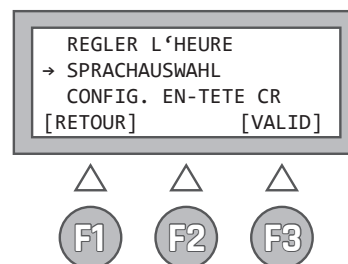 REGLER L‘HEURE
→ SPRACHAUSWAHL
CONFIG. EN-TETE CR
[RETOUR] [VALID]
F1 F2 F3